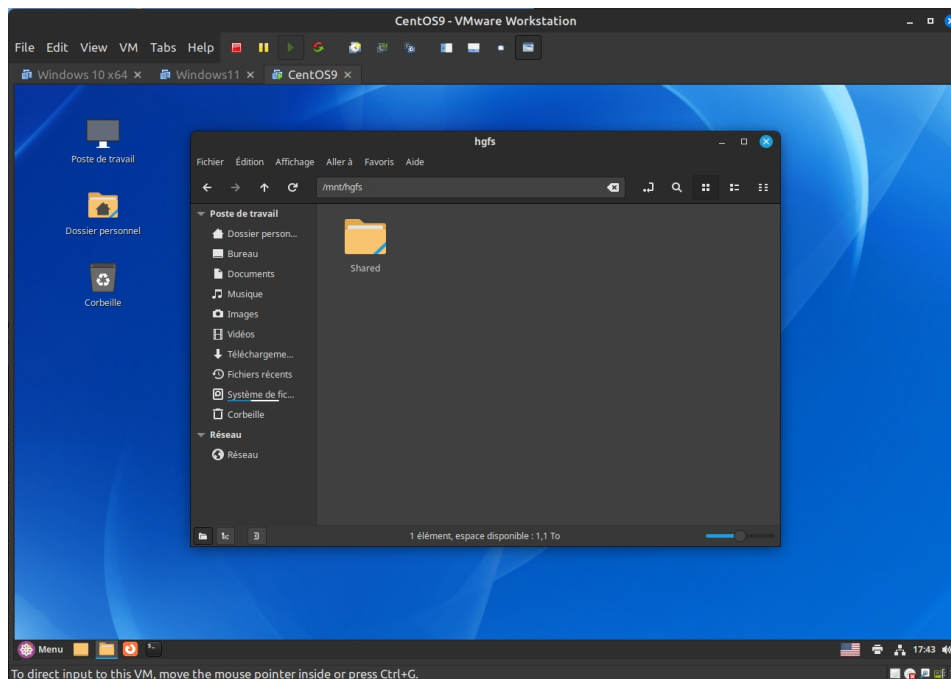 CentOS9 - VMware Workstation
File Edit View VM Tabs Help
Windows 10 x64 Windows11 CentOS9
Poste de travail
Dossier personnel
Corbeille
hgfs
Fichier Édition Affichage Aller à Favoris Aide
/mnt/hgfs
Poste de travail
Dossier person...
Bureau
Documents
Musique
Images
Vidéos
Téléchargeme...
Fichiers récents
Système de fic...
Corbeille
Réseau
Réseau
Shared
1 élément, espace disponible : 1,1 To
Menu 17:43
To direct input to this VM, move the mouse pointer inside or press Ctrl+G.